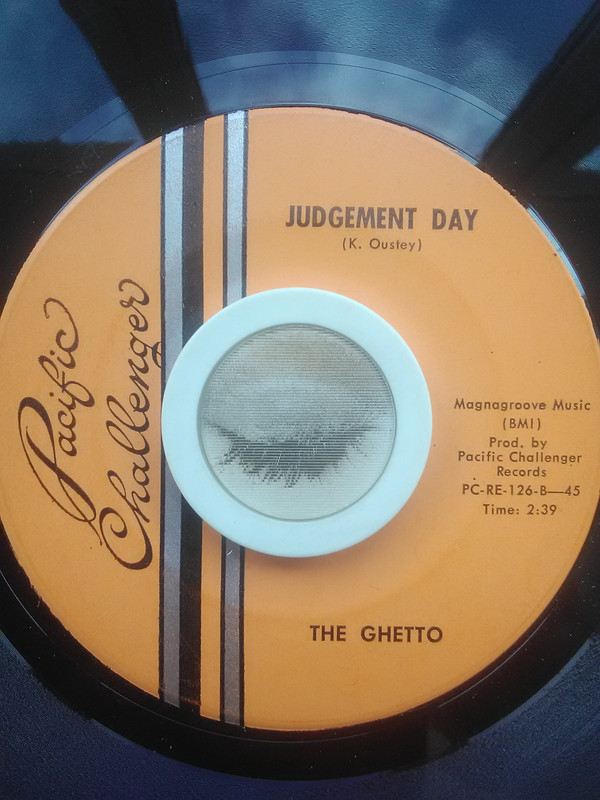 Pacific
Challenger
JUDGEMENT DAY
(K. Oustey)
Magnagroove Music
(BMI)
Prod. by
Pacific Challenger
Records
PC-RE-126-B—45
Time: 2:39
THE GHETTO